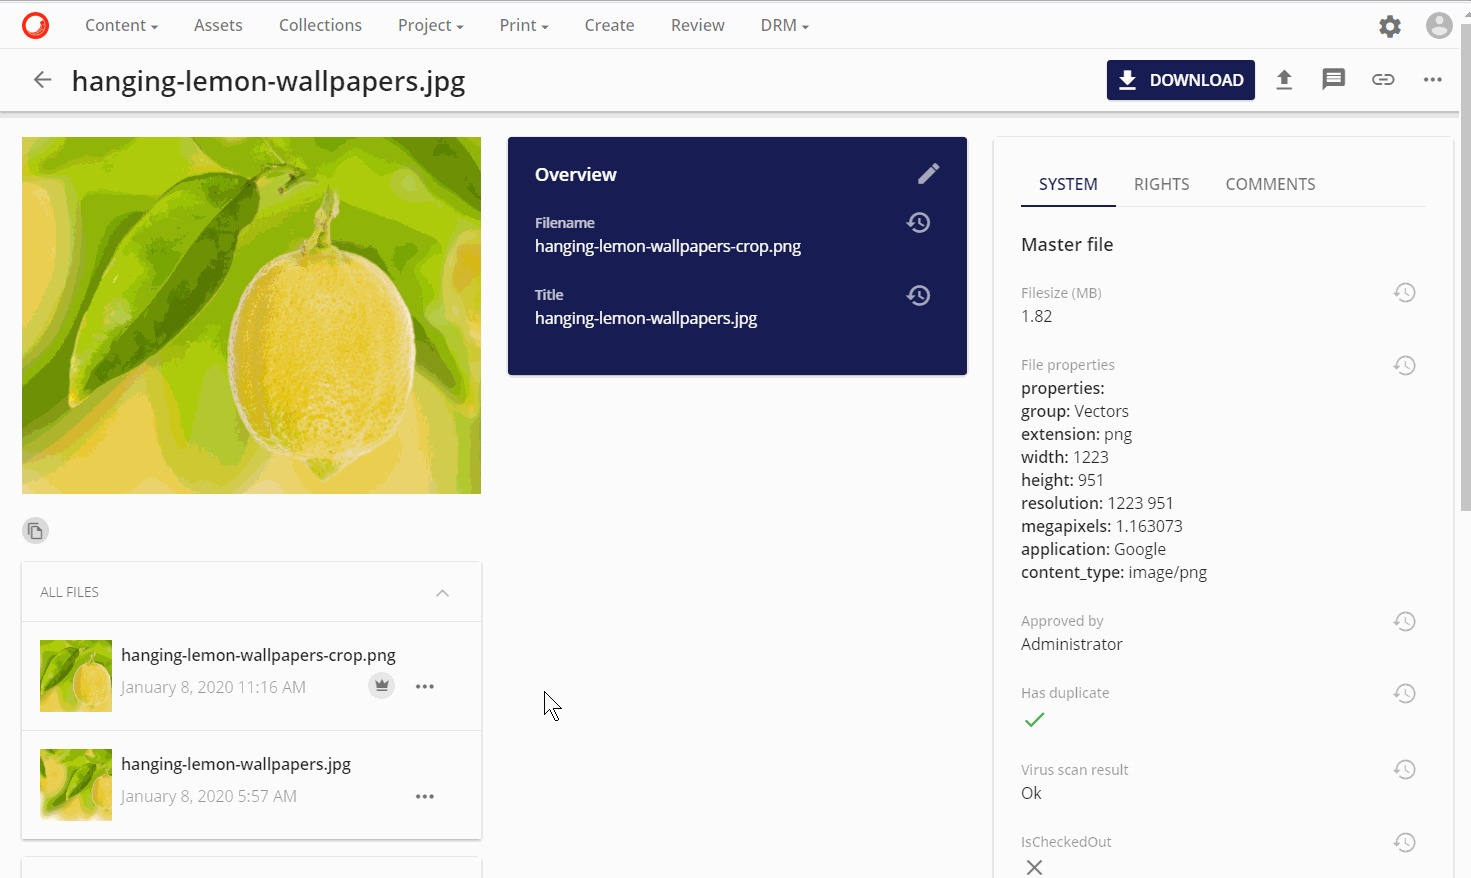 Content Assets Collections Project Print Create Review DRM
hanging-lemon-wallpapers.jpg
DOWNLOAD
Overview
Filename
hanging-lemon-wallpapers-crop.png
Title
hanging-lemon-wallpapers.jpg
SYSTEM RIGHTS COMMENTS
Master file
Filesize (MB)
1.82
File properties
properties:
group: Vectors
extension: png
width: 1223
height: 951
resolution: 1223 951
megapixels: 1.163073
application: Google
content_type: image/png
Approved by
Administrator
Has duplicate
Virus scan result
Ok
IsCheckedOut
ALL FILES
hanging-lemon-wallpapers-crop.png
January 8, 2020 11:16 AM
hanging-lemon-wallpapers.jpg
January 8, 2020 5:57 AM